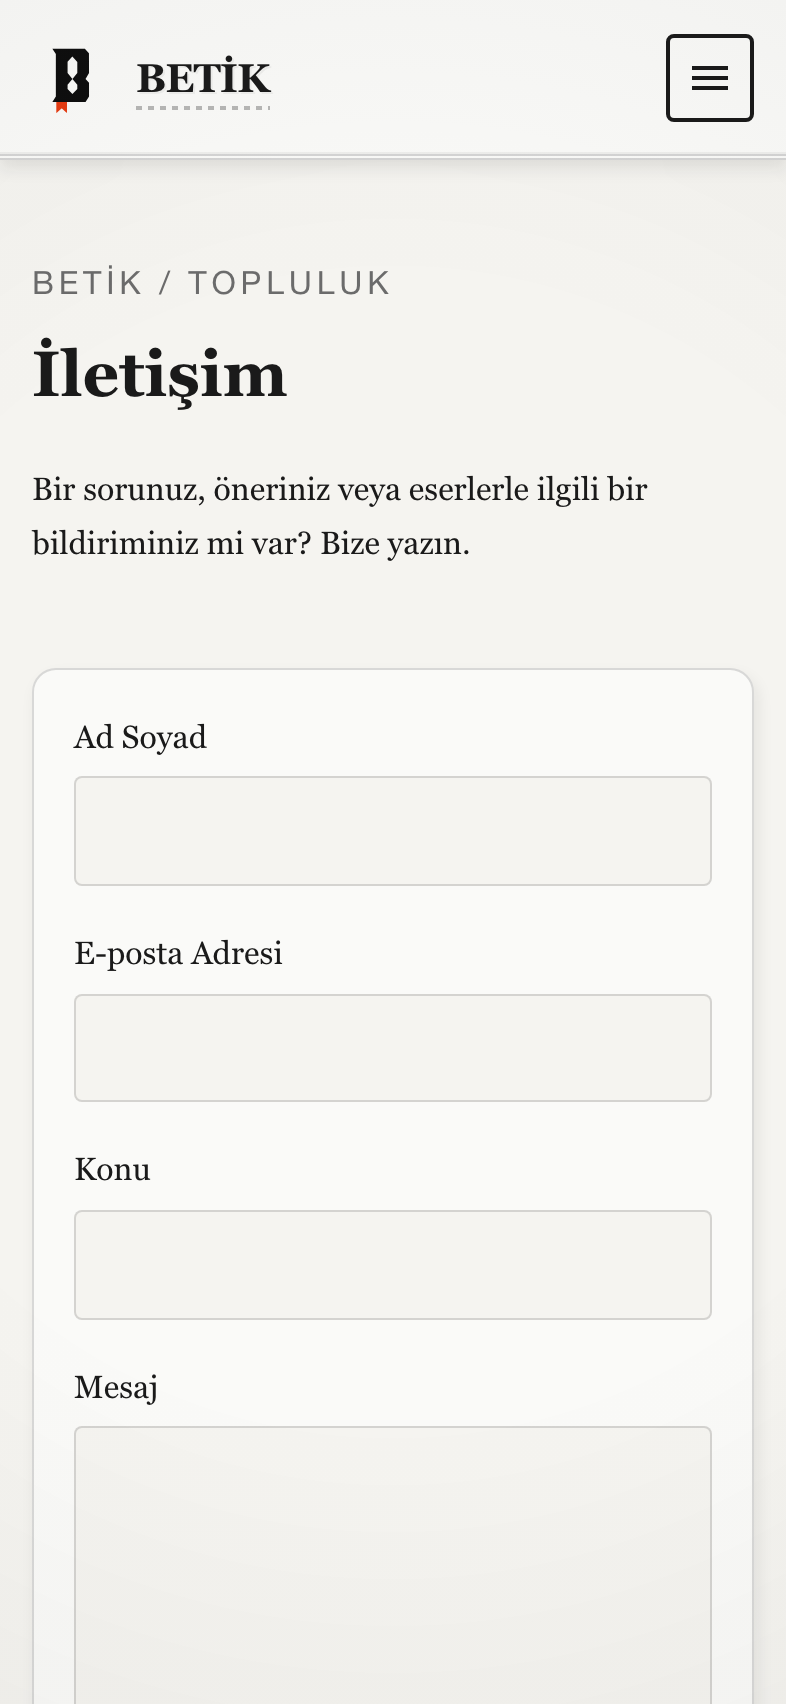 BETİK
BETİK / TOPLULUK
İletişim
Bir sorunuz, öneriniz veya eserlerle ilgili bir
bildiriminiz mi var? Bize yazın.
Ad Soyad
E-posta Adresi
Konu
Mesaj